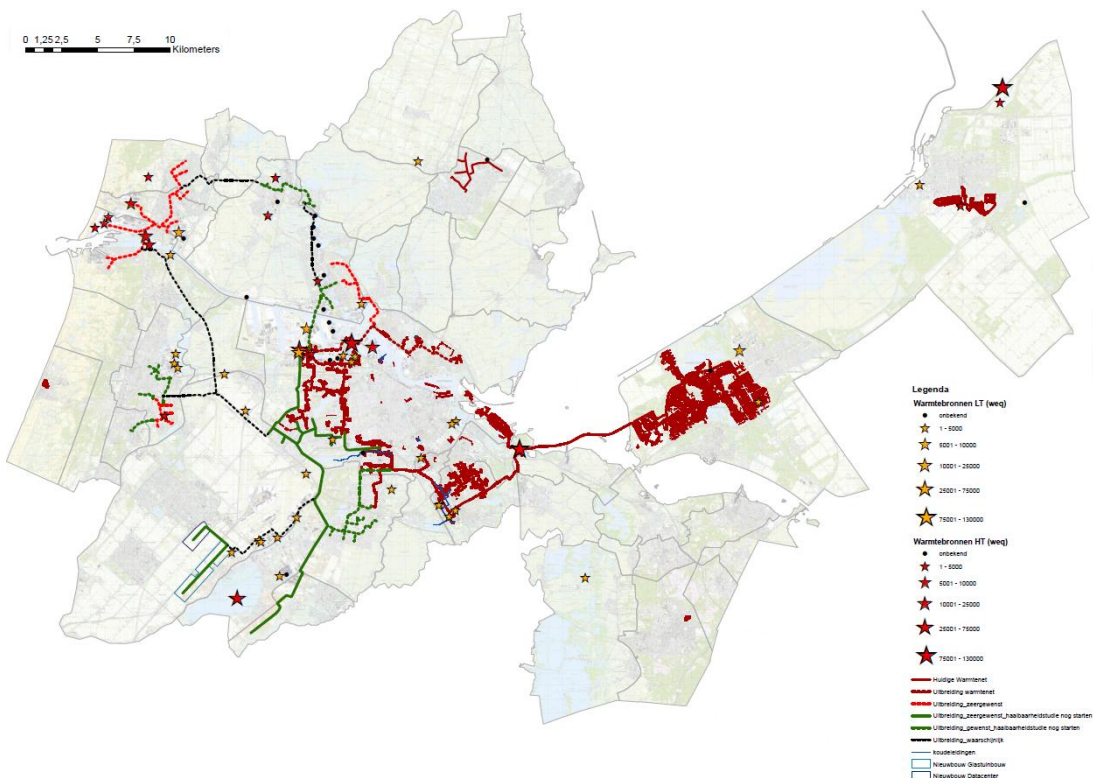 0 1,25 2,5 5 7,5 10
Kilometers
Legenda
Warmtebronnen LT (weq)
onbekend
1 - 5000
5001 - 10000
10001 - 25000
25001 - 75000
75001 - 130000
Warmtebronnen HT (weq)
onbekend
1 - 5000
5001 - 10000
10001 - 25000
25001 - 75000
75001 - 130000
Huidige Warmtenet
Uitbreiding warmtenet
Uitbreiding_zeergewenst
Uitbreiding_zeergewenst_haalbaarheidstudie nog starten
Uitbreiding_gewenst_haalbaarheidstudie nog starten
Uitbreiding_waarschijnlijk
koudeleidingen
Nieuwbouw Glastuinbouw
Nieuwbouw Datacenter